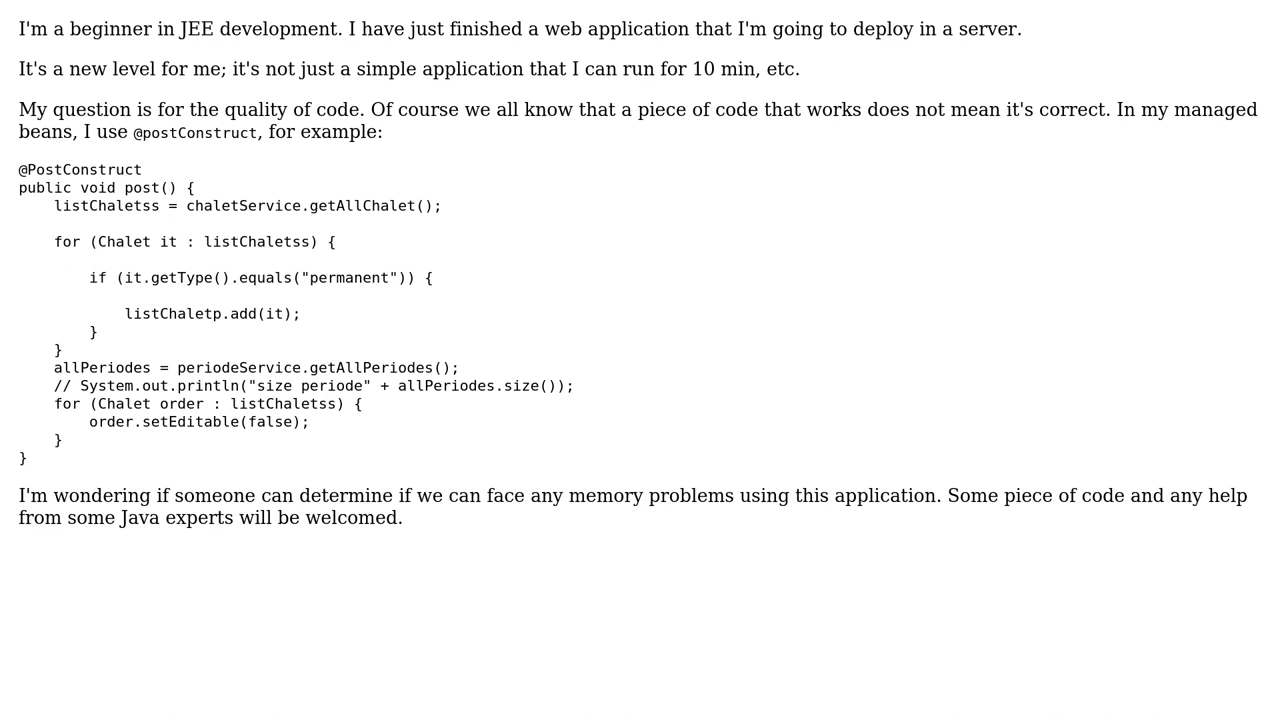 I'm a beginner in JEE development. I have just finished a web application that I'm going to deploy in a server.
It's a new level for me; it's not just a simple application that I can run for 10 min, etc.
My question is for the quality of code. Of course we all know that a piece of code that works does not mean it's correct. In my managed
beans, I use @postConstruct, for example:
@PostConstruct
public void post() {
    listChaletss = chaletService.getAllChalet();
    for (Chalet it : listChaletss) {
        if (it.getType().equals("permanent")) {
            listChaletp.add(it);
        }
    }
    allPeriodes = periodeService.getAllPeriodes();
    // System.out.println("size periode" + allPeriodes.size());
    for (Chalet order : listChaletss) {
        order.setEditable(false);
    }
}
I'm wondering if someone can determine if we can face any memory problems using this application. Some piece of code and any help
from some Java experts will be welcomed.